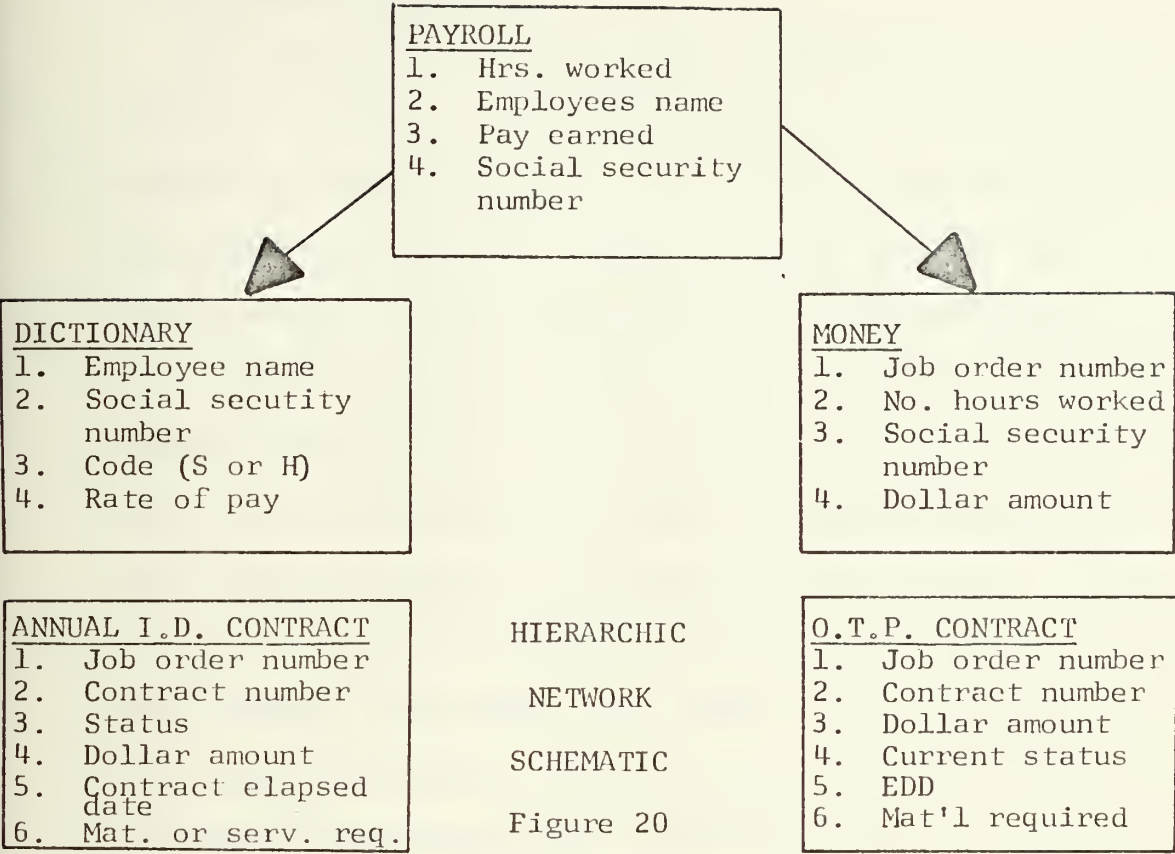 PAYROLL
1. Hrs. worked
2. Employees name
3. Pay earned
4. Social security
number
DICTIONARY
1. Employee name
2. Social secutity
number
3. Code (S or H)
4. Rate of pay
MONEY
1. Job order number
2. No. hours worked
3. Social security
number
4. Dollar amount
ANNUAL I.D. CONTRACT
1. Job order number
2. Contract number
3. Status
4. Dollar amount
5. Contract elapsed
date
6. Mat. or serv. req.
HIERARCHIC
NETWORK
SCHEMATIC
Figure 20
O.T.P. CONTRACT
1. Job order number
2. Contract number
3. Dollar amount
4. Current status
5. EDD
6. Mat'l required